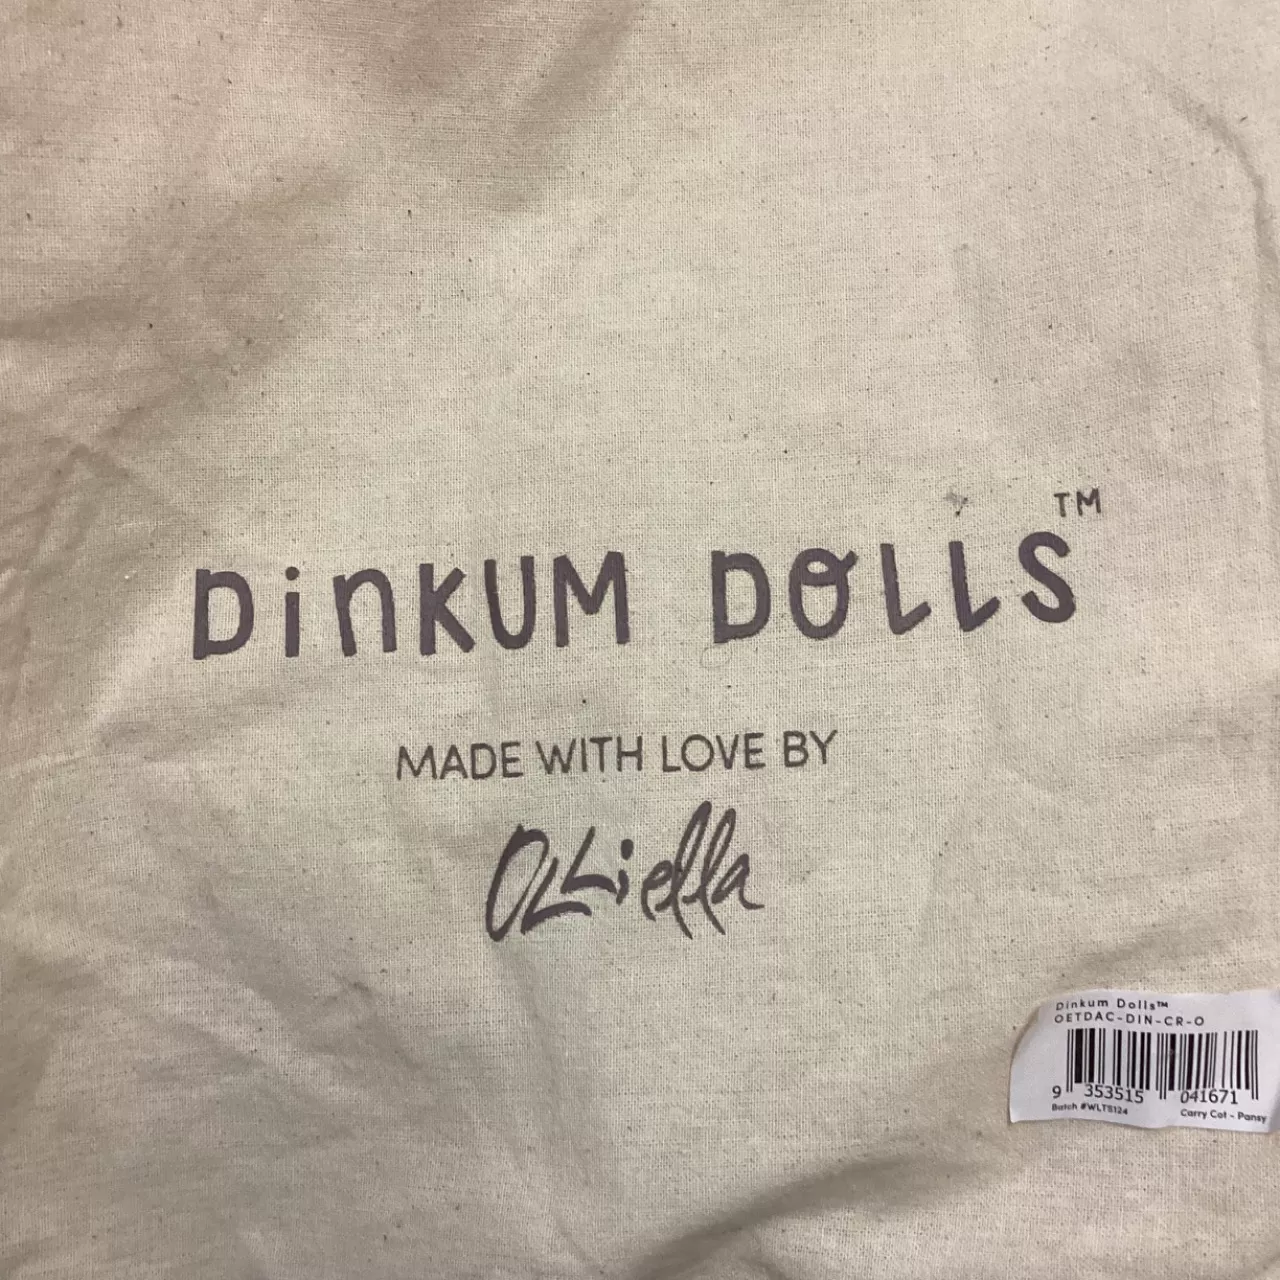 DiNKUM DOLLS™
MADE WITH LOVE BY
Olliella
Dinkum Dolls™
OETDAC-DIN-CR-O
9 353515 041671
Batch #WLTS124 Carry Cot - Pansy